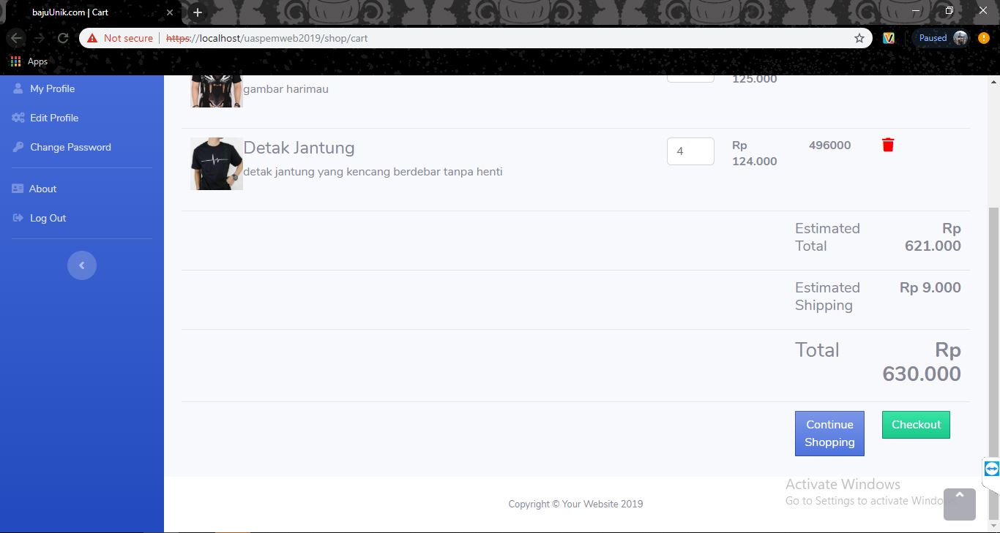 bajuUnik.com | Cart
Not secure
https://localhost/uaspemweb2019/shop/cart
Paused
Apps
My Profile
Edit Profile
Change Password
About
Log Out
125.000
gambar harimau
Detak Jantung
detak jantung yang kencang berdebar tanpa henti
4
Rp
124.000
496000
Estimated
Total
Rp
621.000
Estimated
Shipping
Rp 9.000
Total
Rp
630.000
Continue
Shopping
Checkout
Activate Windows
Go to Settings to activate Windo
Copyright © Your Website 2019